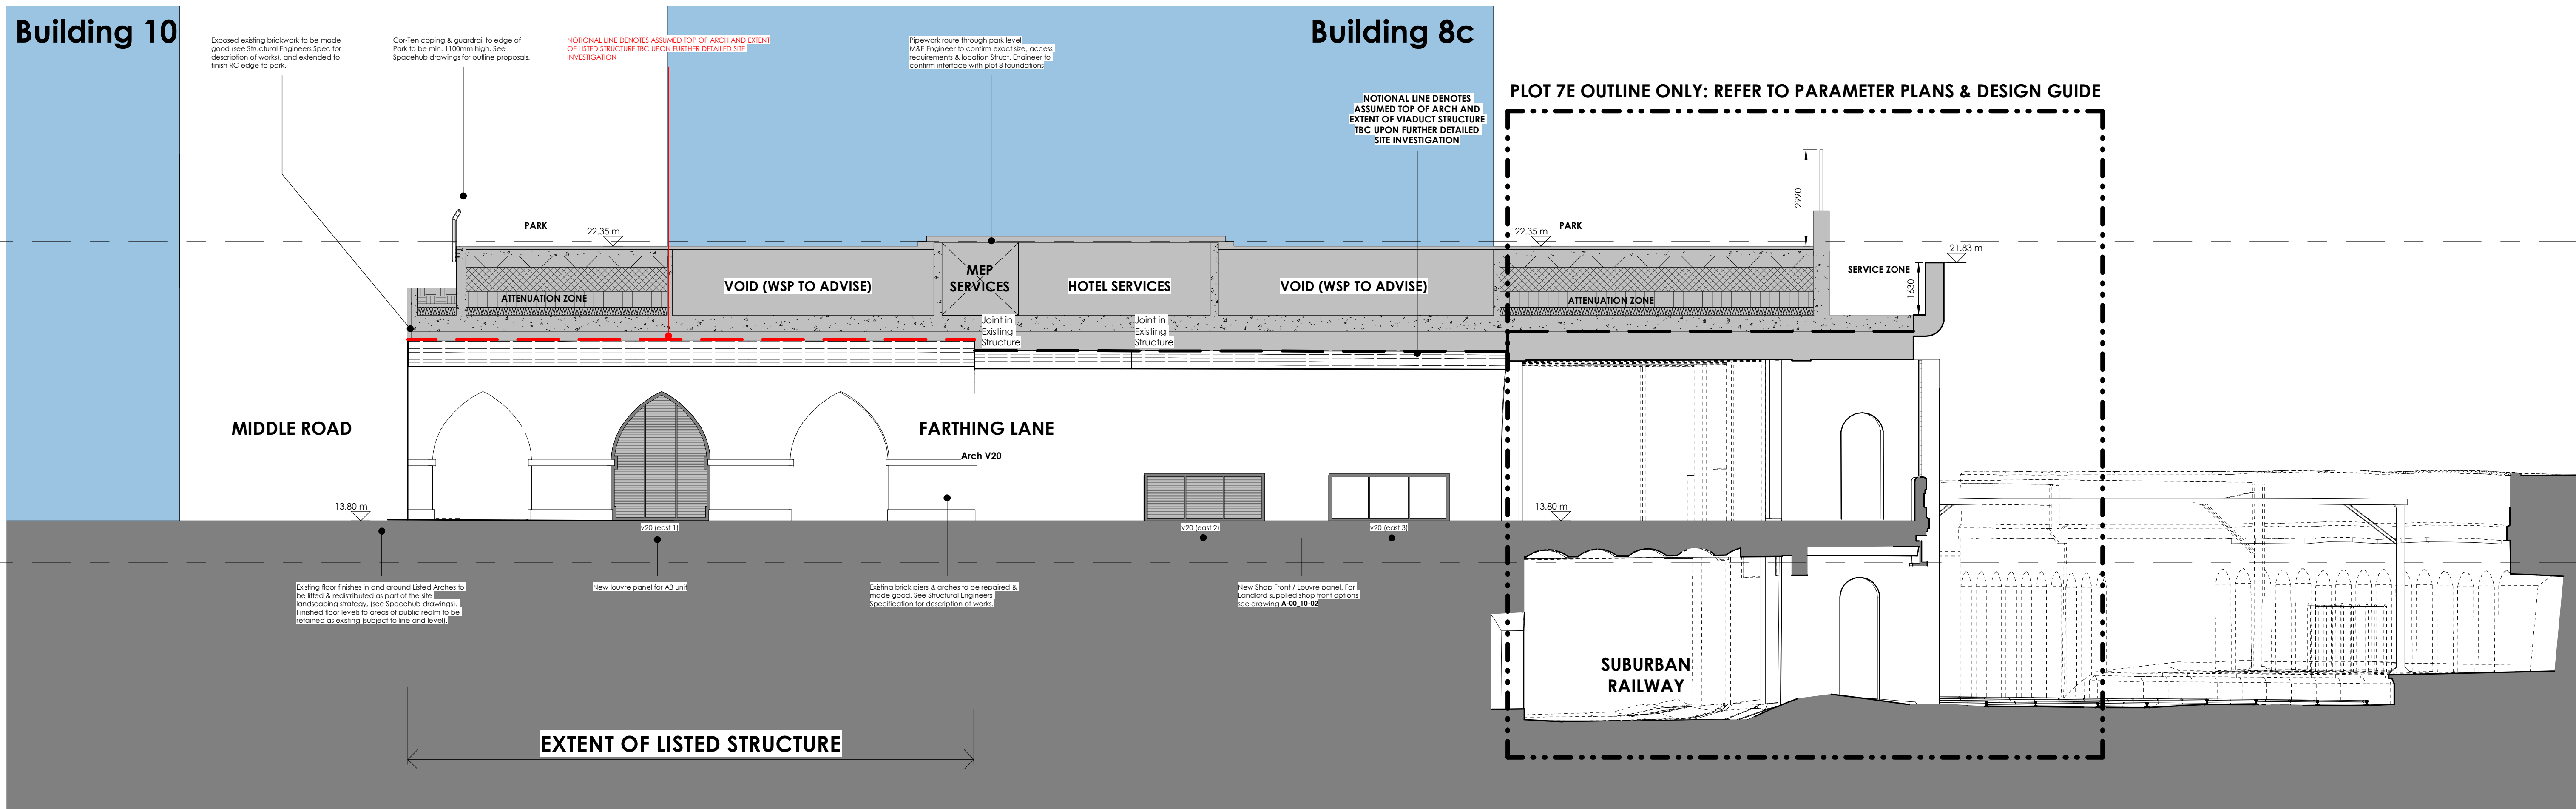 Building 10
Exposed existing brickwork to be made
good (see Structural Engineers Spec for
description of works), and extended to
finish RC edge to park.
Cor-Ten coping & guardrail to edge of
Park to be min. 1100mm high. See
Spacehub drawings for outline proposals.
NOTIONAL LINE DENOTES ASSUMED TOP OF ARCH AND EXTENT
OF LISTED STRUCTURE TBC UPON FURTHER DETAILED SITE
INVESTIGATION
Pipework route through park level
M&E Engineer to confirm exact size, access
requirements & location Struct. Engineer to
confirm interface with plot 8 foundations
Building 8c
NOTIONAL LINE DENOTES
ASSUMED TOP OF ARCH AND
EXTENT OF VIADUCT STRUCTURE
TBC UPON FURTHER DETAILED
SITE INVESTIGATION
PLOT 7E OUTLINE ONLY: REFER TO PARAMETER PLANS & DESIGN GUIDE
2990
PARK
22.35 m
22.35 m
PARK
21.83 m
SERVICE ZONE
1630
ATTENUATION ZONE
VOID (WSP TO ADVISE)
MEP
SERVICES
HOTEL SERVICES
VOID (WSP TO ADVISE)
ATTENUATION ZONE
Joint in
Existing
Structure
Joint in
Existing
Structure
MIDDLE ROAD
FARTHING LANE
Arch V20
13.80 m
13.80 m
v20 (east 1)
v20 (east 2)
v20 (east 3)
Existing floor finishes in and around Listed Arches to
be lifted & redistributed as part of the site
landscaping strategy, (see Spacehub drawings).
Finished floor levels to areas of public realm to be
retained as existing (subject to line and level).
New louvre panel for A3 unit
Existing brick piers & arches to be repaired &
made good. See Structural Engineers
Specification for description of works.
New Shop Front / Louvre panel. For
Landlord supplied shop front options
see drawing A-00_10-02
SUBURBAN
RAILWAY
EXTENT OF LISTED STRUCTURE